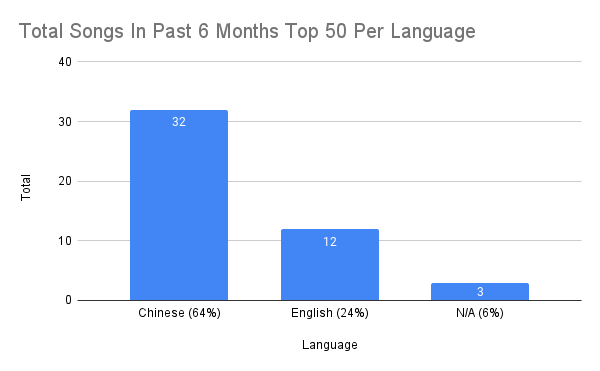 Total Songs In Past 6 Months Top 50 Per Language
40
30
20
10
0
Total
32
12
3
Chinese (64%)
English (24%)
N/A (6%)
Language